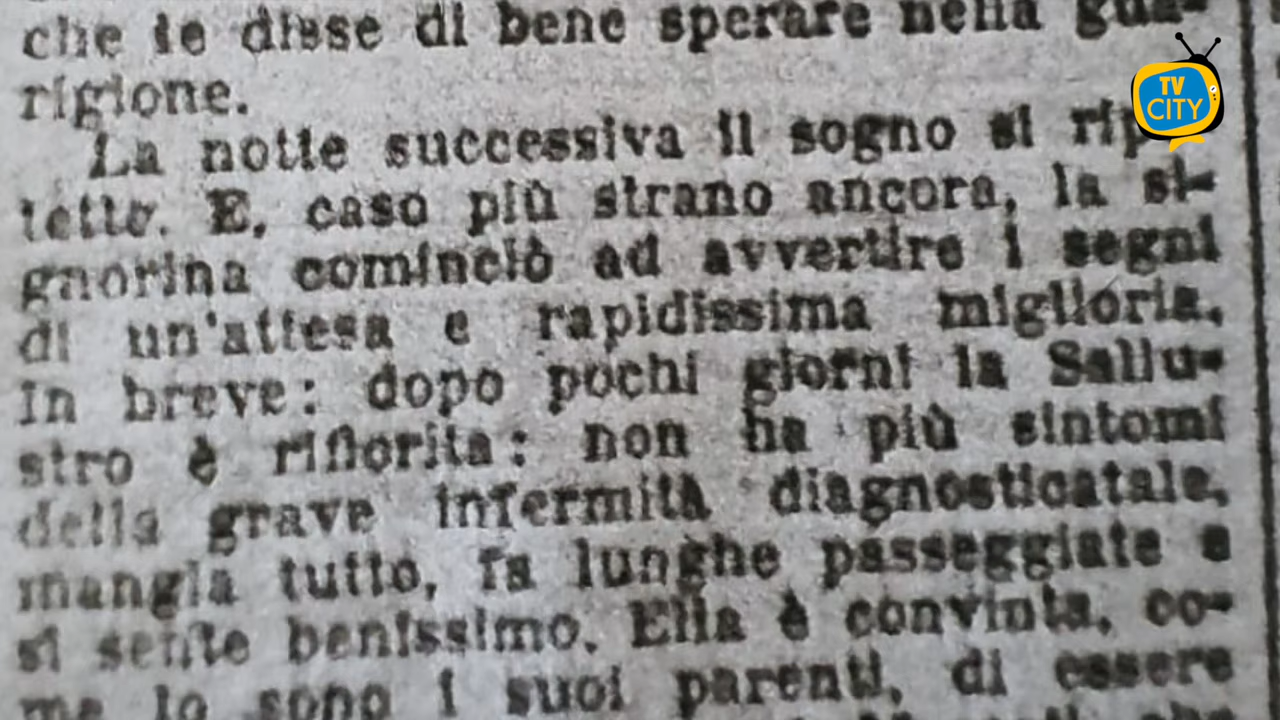 che le disse di bene sperare nella gua-
rigione.
La notte successiva il sogno si rip
tette. E, caso più strano ancora, la si-
gnorina cominciò ad avvertire i segni
di un'attesa e rapidissima miglioria.
In breve: dopo pochi giorni la Sallu-
stro è rifiorita: non ha più sintomi
della grave infermità diagnosticatale,
mangia tutto, fa lunghe passeggiate e
si sente benissimo. Ella è convinta, co-
me lo sono i suoi parenti, di essere
TV
CITY